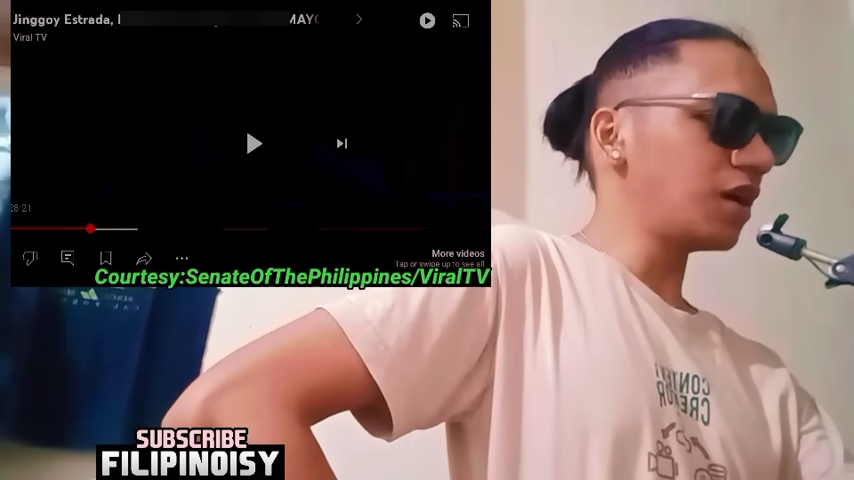 Jinggoy Estrada,
Viral TV
28:21
More videos
Tap or swipe up to see all
Courtesy:SenateOfThePhilippines/ViralTV
CONTENT
CREATOR
SUBSCRIBE
FILIPINOISY